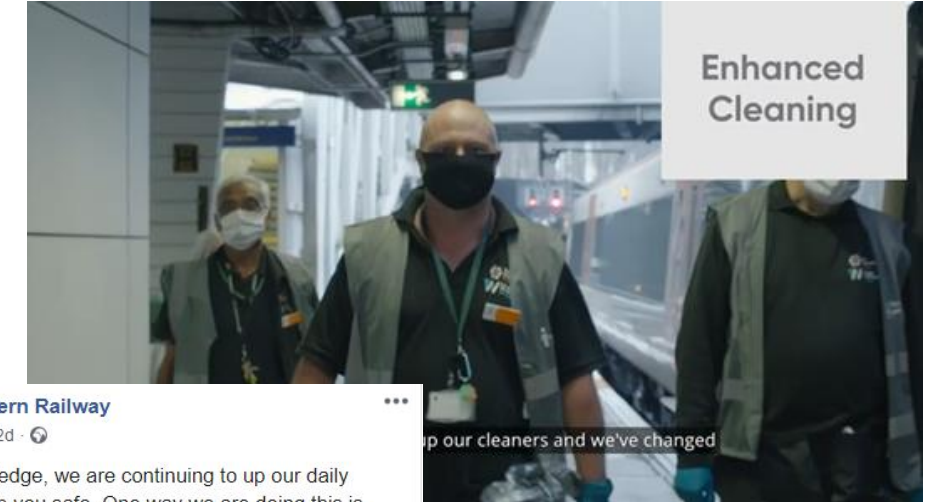 Enhanced
Cleaning
up our cleaners and we've changed
ern Railway
2d
edge, we are continuing to up our daily
you safe. One way we are doing this is